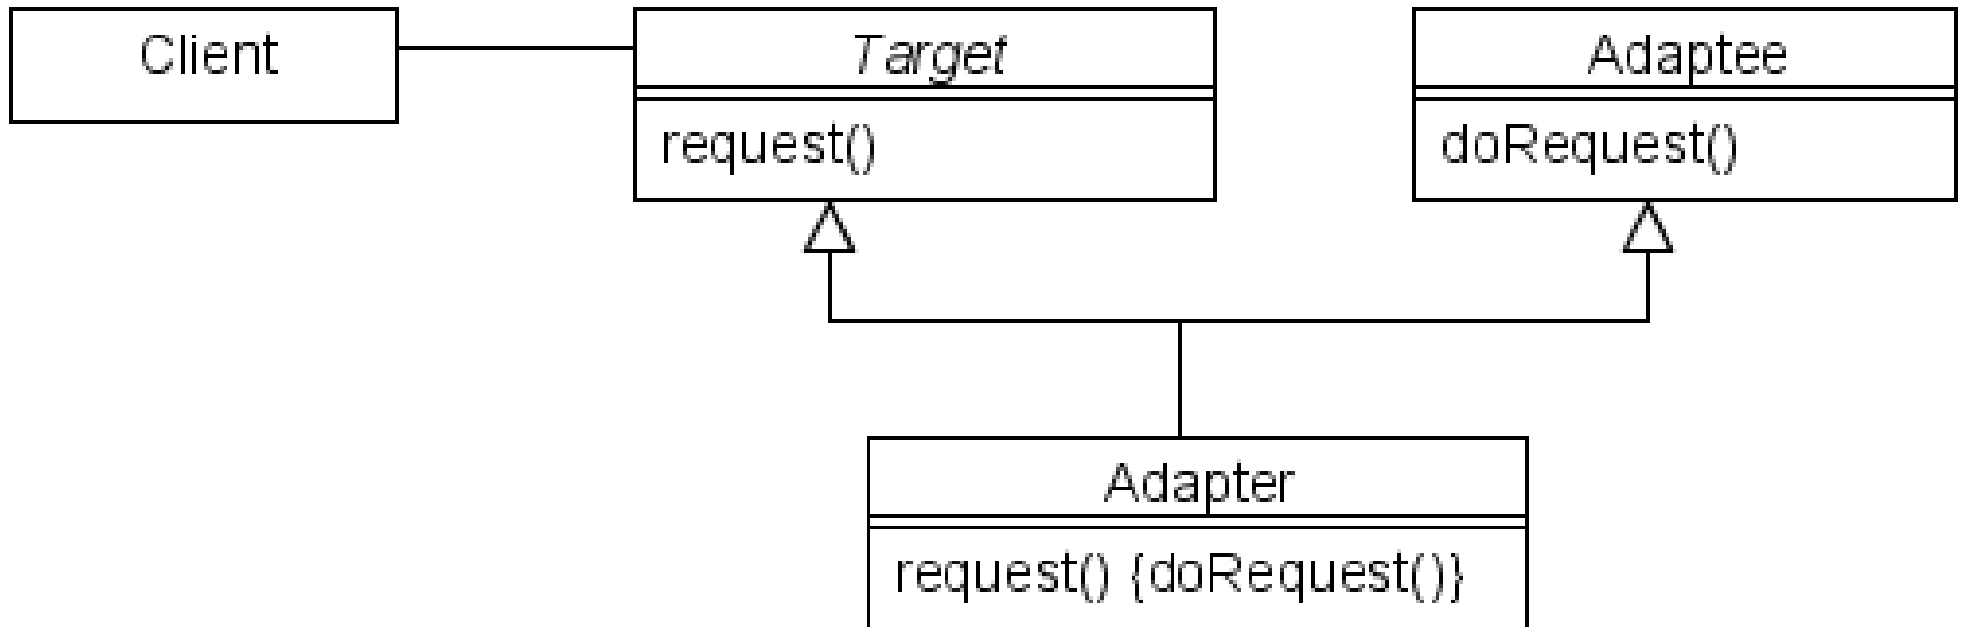 Client
Target
request()
Adaptee
doRequest()
Adapter
request() {doRequest()}